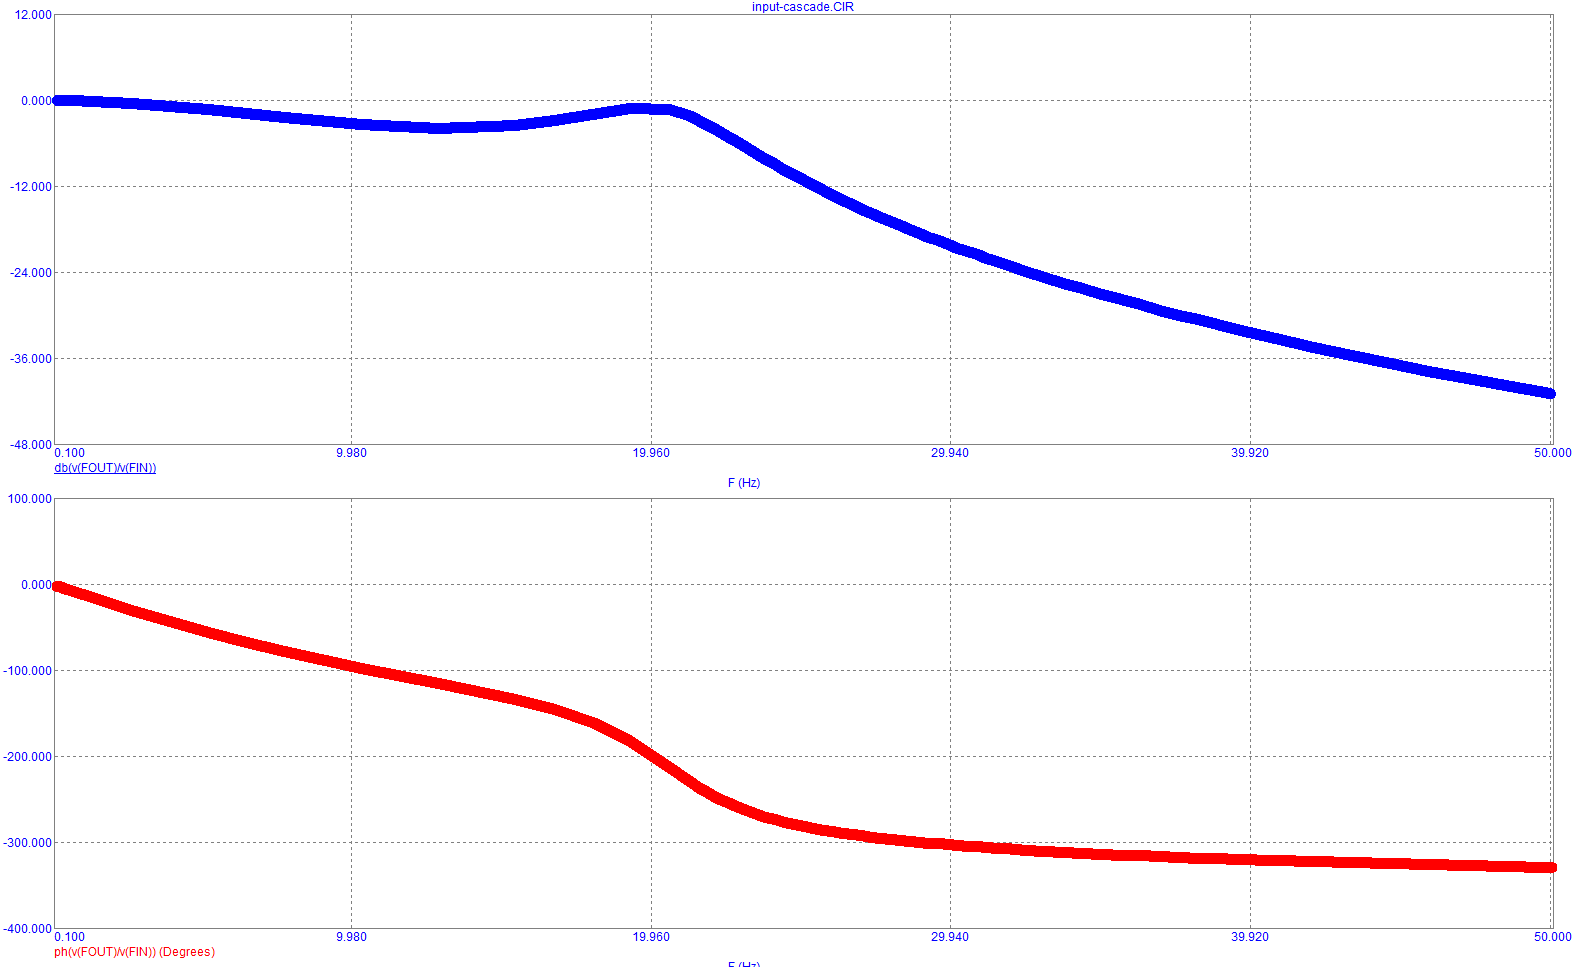 input-cascade.CIR
12.000
0.000
-12.000
-24.000
-36.000
-48.000
0.100 9.980 19.960 29.940 39.920 50.000
db(v(FOUT)/v(FIN))
F (Hz)
100.000
0.000
-100.000
-200.000
-300.000
-400.000
0.100 9.980 19.960 29.940 39.920 50.000
ph(v(FOUT)/v(FIN)) (Degrees)
F (Hz)